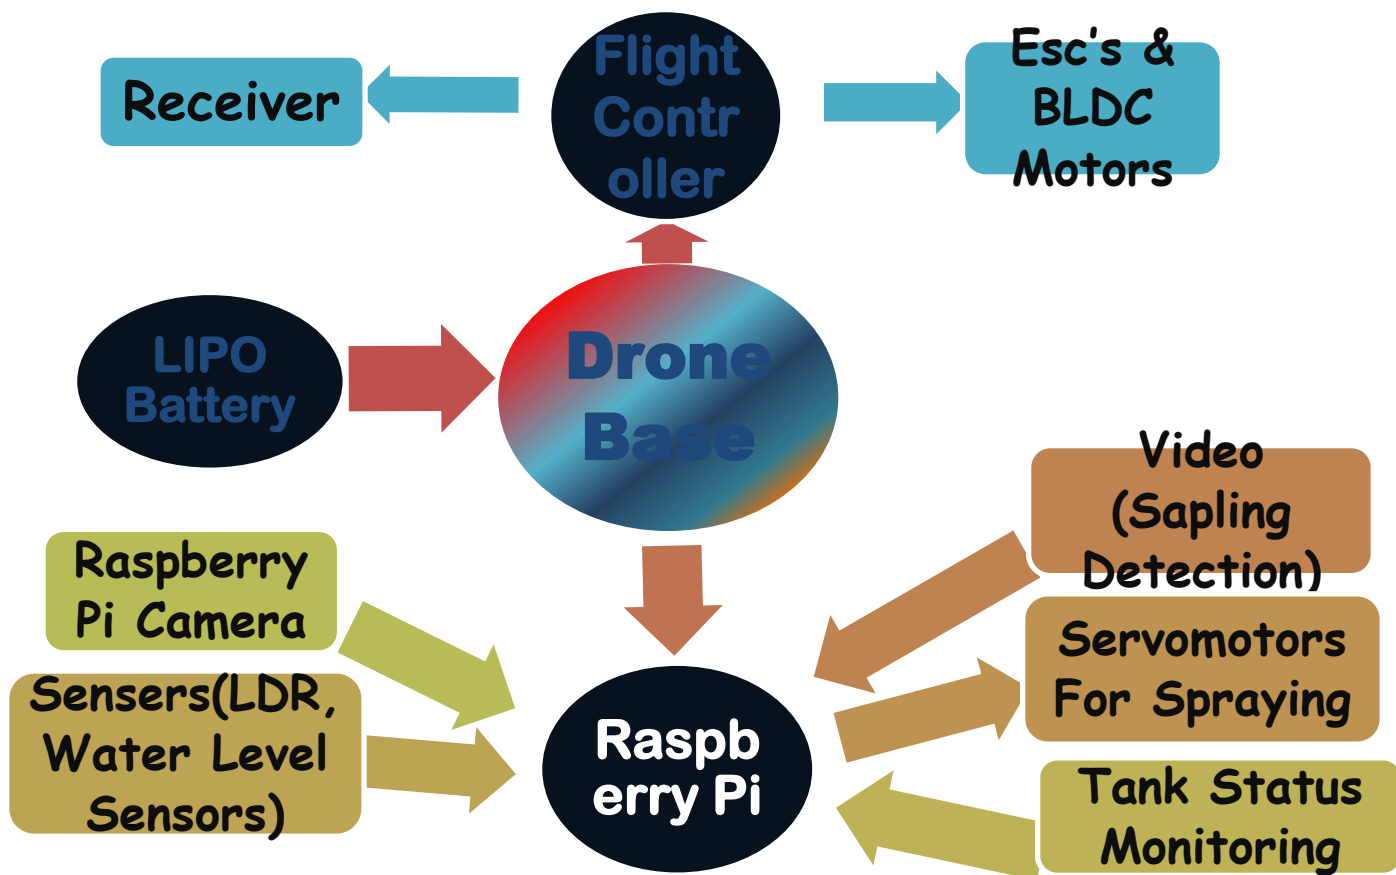 Receiver
Flight
Contr
oller
Esc's &
BLDC
Motors
LIPO
Battery
Drone
Base
Raspberry
Pi Camera
Sensers(LDR,
Water Level
Sensors)
Raspb
erry Pi
Video
(Sapling
Detection)
Servomotors
For Spraying
Tank Status
Monitoring